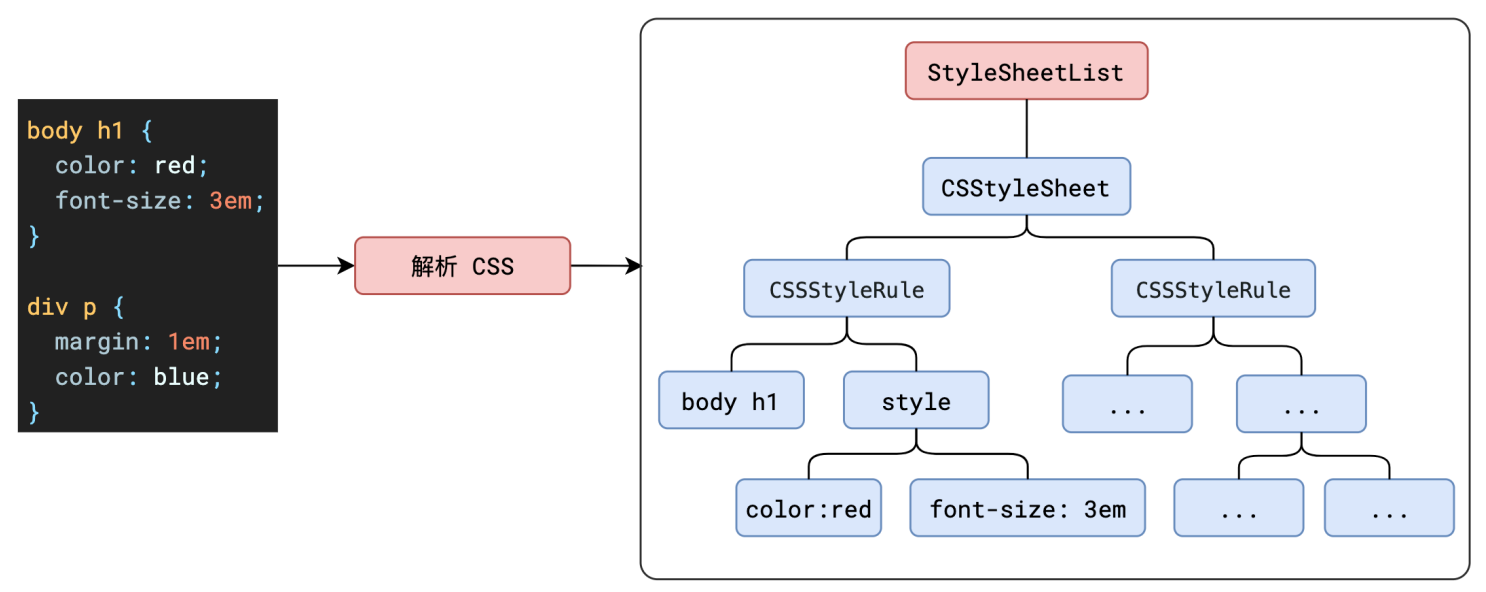 body h1 {
  color: red;
  font-size: 3em;
}
div p {
  margin: 1em;
  color: blue;
}
解析 CSS
StyleSheetList
CSStyleSheet
CSSStyleRule
CSSStyleRule
body h1
style
...
...
color:red
font-size: 3em
...
...